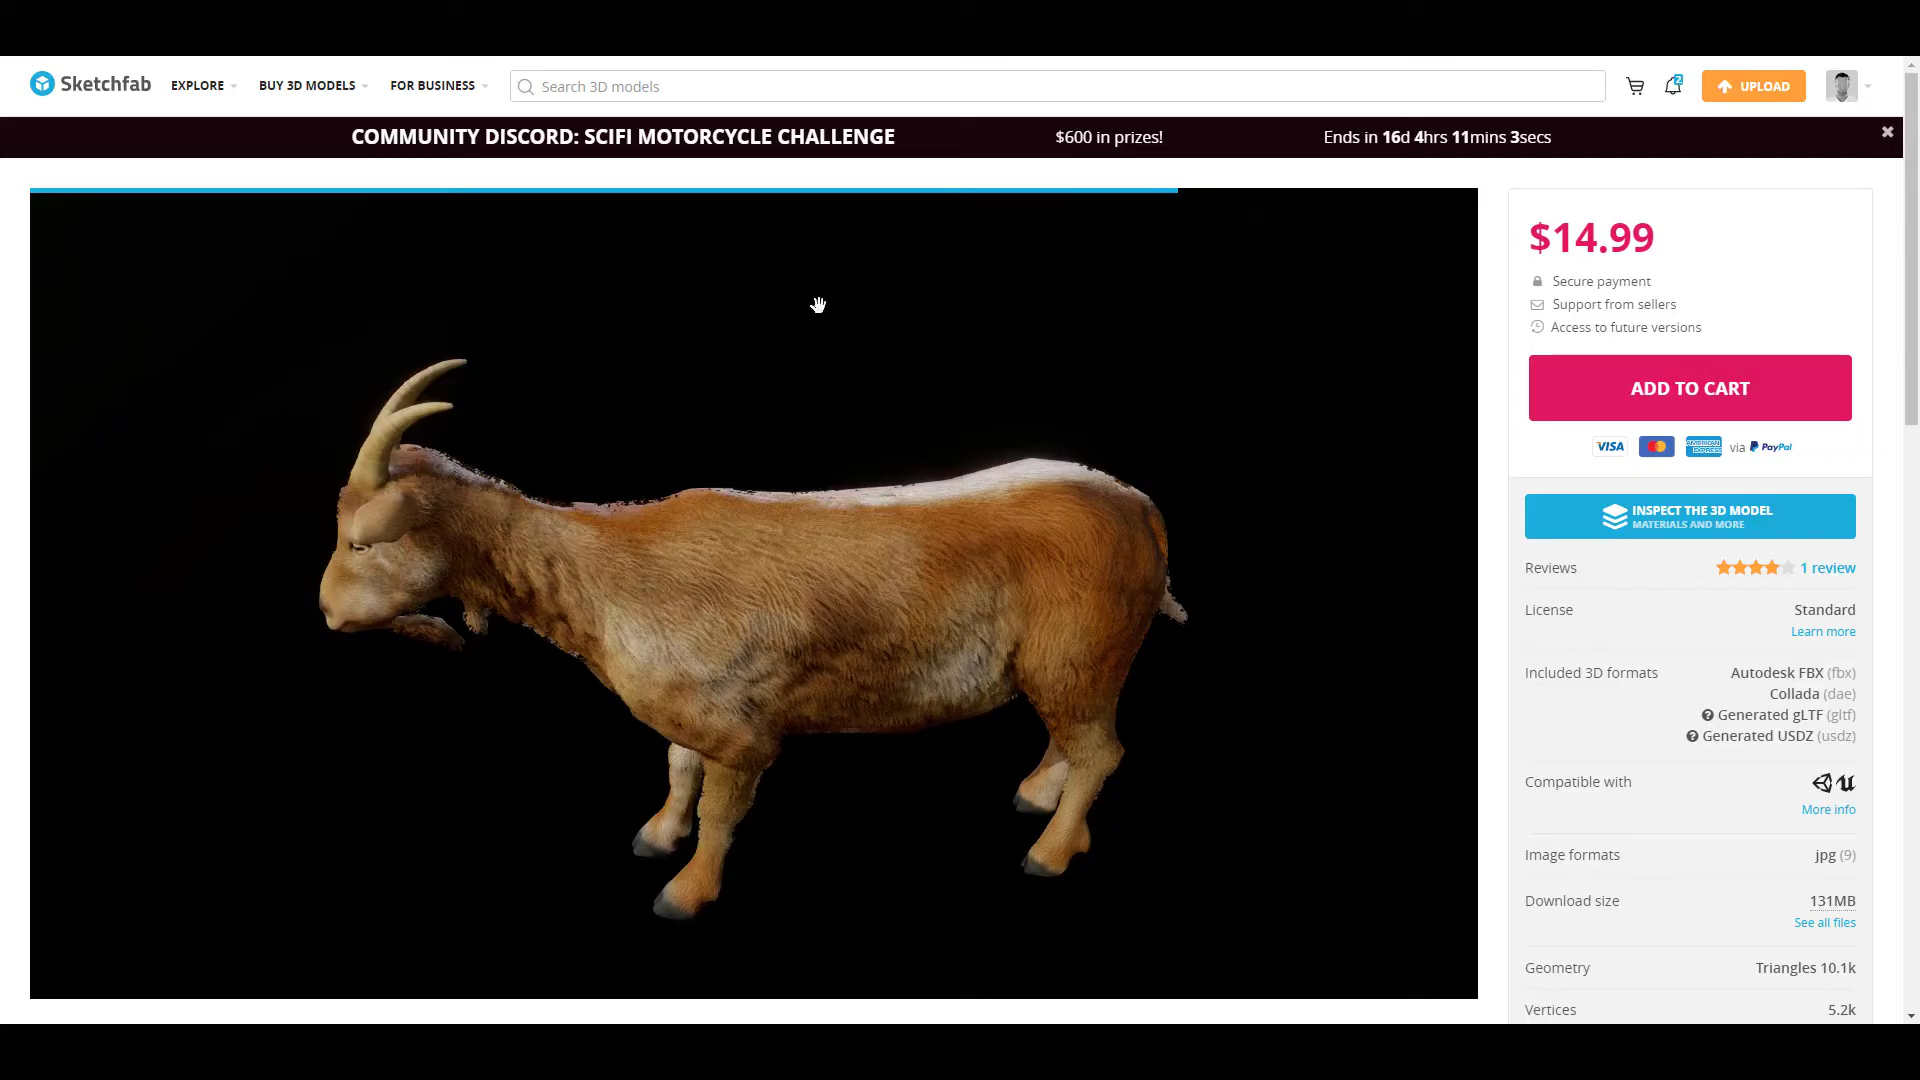 Sketchfab EXPLORE BUY 3D MODELS FOR BUSINESS Search 3D models 2 UPLOAD
COMMUNITY DISCORD: SCIFI MOTORCYCLE CHALLENGE $600 in prizes! Ends in 16d 4hrs 11mins 3secs
$14.99
Secure payment
Support from sellers
Access to future versions
ADD TO CART
VISA AMERICAN EXPRESS via PayPal
INSPECT THE 3D MODEL
MATERIALS AND MORE
Reviews 1 review
License Standard
Learn more
Included 3D formats Autodesk FBX (fbx)
Collada (dae)
Generated glTF (gltf)
Generated USDZ (usdz)
Compatible with
More info
Image formats jpg (9)
Download size 131MB
See all files
Geometry Triangles 10.1k
Vertices 5.2k